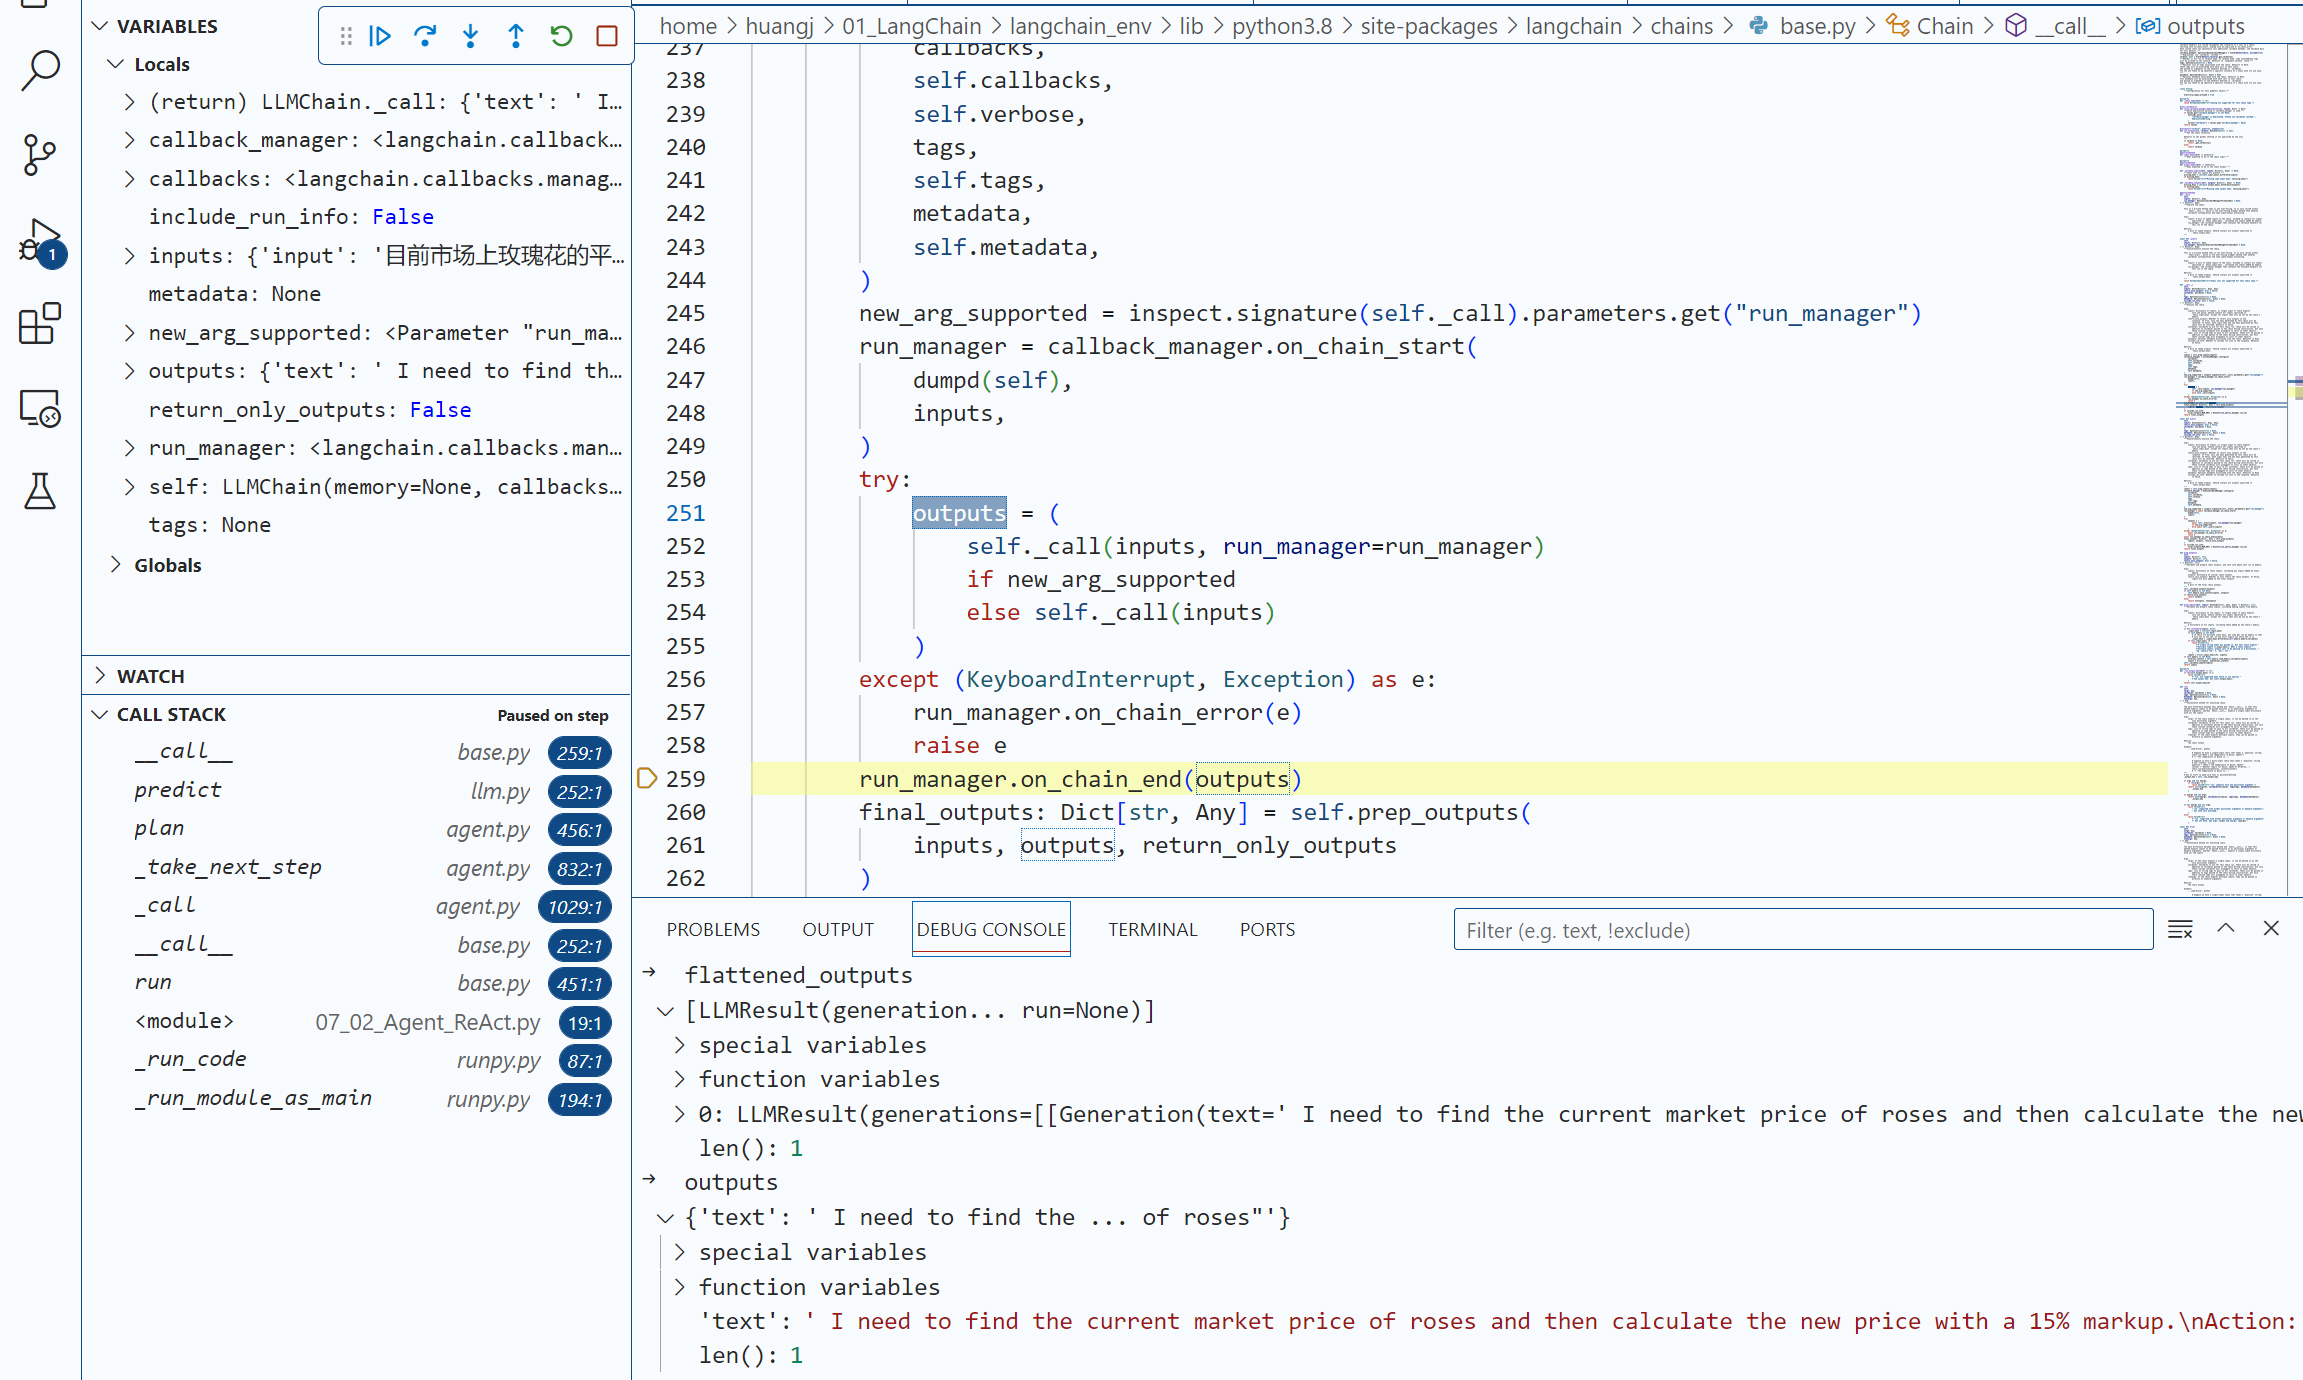 VARIABLES
Locals
(return) LLMChain._call: {'text': ' I...
callback_manager: <langchain.callback...
callbacks: <langchain.callbacks.manag...
include_run_info: False
inputs: {'input': '目前市场上玫瑰花的平...
metadata: None
new_arg_supported: <Parameter "run_ma...
outputs: {'text': ' I need to find th...
return_only_outputs: False
run_manager: <langchain.callbacks.man...
self: LLMChain(memory=None, callbacks...
tags: None
Globals
WATCH
CALL STACK Paused on step
__call__ base.py 259:1
predict llm.py 252:1
plan agent.py 456:1
_take_next_step agent.py 832:1
_call agent.py 1029:1
__call__ base.py 252:1
run base.py 451:1
<module> 07_02_Agent_ReAct.py 19:1
_run_code runpy.py 87:1
_run_module_as_main runpy.py 194:1
1
home > huangj > 01_LangChain > langchain_env > lib > python3.8 > site-packages > langchain > chains > base.py > Chain > __call__ > outputs
237 callbacks,
238 self.callbacks,
239 self.verbose,
240 tags,
241 self.tags,
242 metadata,
243 self.metadata,
244 )
245 new_arg_supported = inspect.signature(self._call).parameters.get("run_manager")
246 run_manager = callback_manager.on_chain_start(
247 dumpd(self),
248 inputs,
249 )
250 try:
251 outputs = (
252 self._call(inputs, run_manager=run_manager)
253 if new_arg_supported
254 else self._call(inputs)
255 )
256 except (KeyboardInterrupt, Exception) as e:
257 run_manager.on_chain_error(e)
258 raise e
259 run_manager.on_chain_end(outputs)
260 final_outputs: Dict[str, Any] = self.prep_outputs(
261 inputs, outputs, return_only_outputs
262 )
PROBLEMS OUTPUT DEBUG CONSOLE TERMINAL PORTS Filter (e.g. text, !exclude)
flattened_outputs
[LLMResult(generation... run=None)]
special variables
function variables
0: LLMResult(generations=[[Generation(text=' I need to find the current market price of roses and then calculate the new
len(): 1
outputs
{'text': ' I need to find the ... of roses"'}
special variables
function variables
'text': ' I need to find the current market price of roses and then calculate the new price with a 15% markup.\nAction:
len(): 1